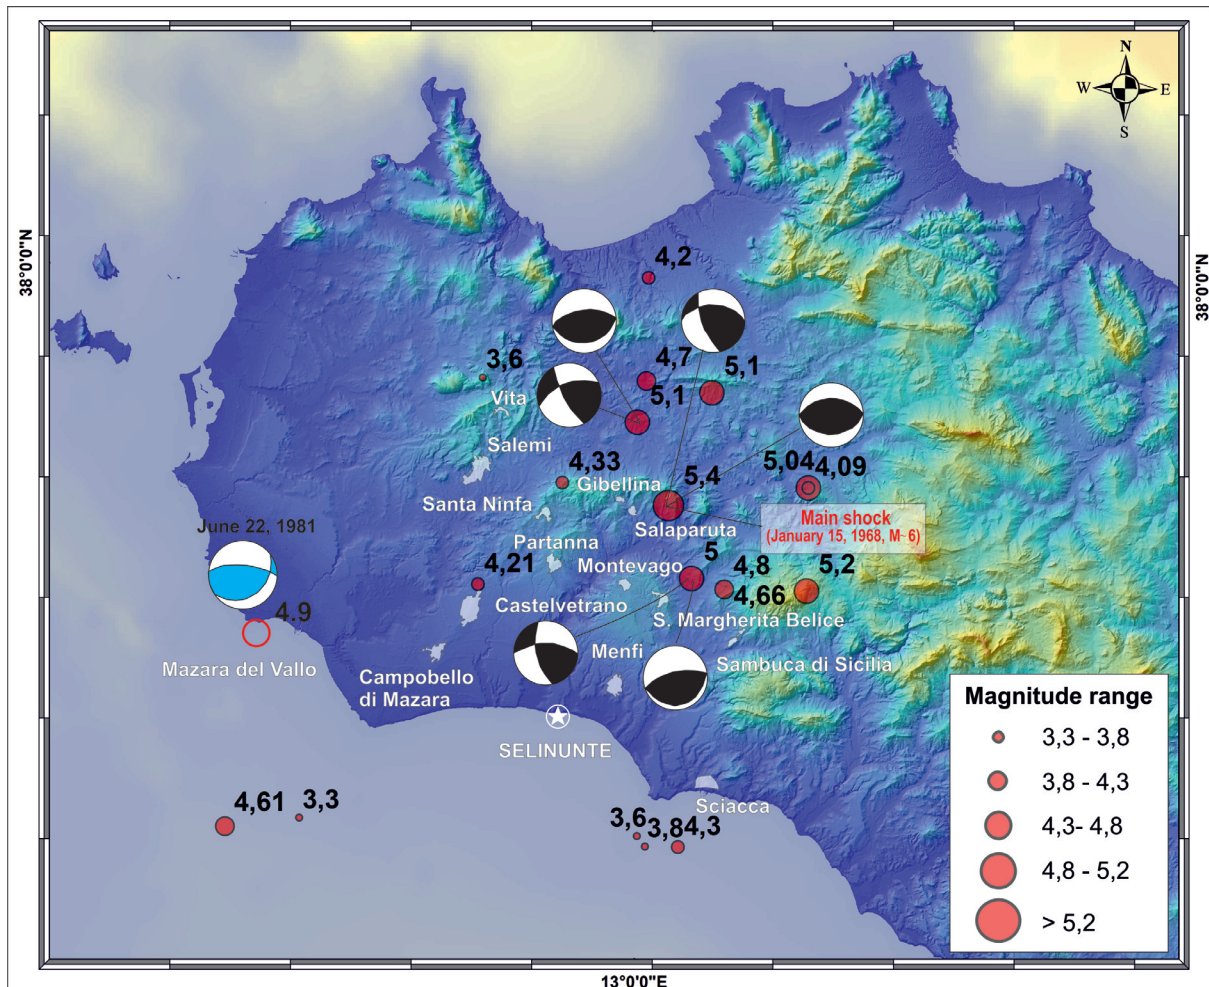 N
W E
S
38°0'0"N
38°0'0"N
4,2
3,6
4,7
5,1
5,1
Vita
Salemi
4,33
Gibellina
5,4
5,04
4,09
Santa Ninfa
Salaparuta
Main shock
(January 15, 1968, M~6)
June 22, 1981
Partanna
Montevago
5
4,8
5,2
4,21
4,66
Castelvetrano
S. Margherita Belice
4.9
Mazara del Vallo
Menfi
Sambuca di Sicilia
Campobello
di Mazara
SELINUNTE
Sciacca
4,61
3,3
3,6
3,8
4,3
Magnitude range
3,3 - 3,8
3,8 - 4,3
4,3- 4,8
4,8 - 5,2
> 5,2
13°0'0"E